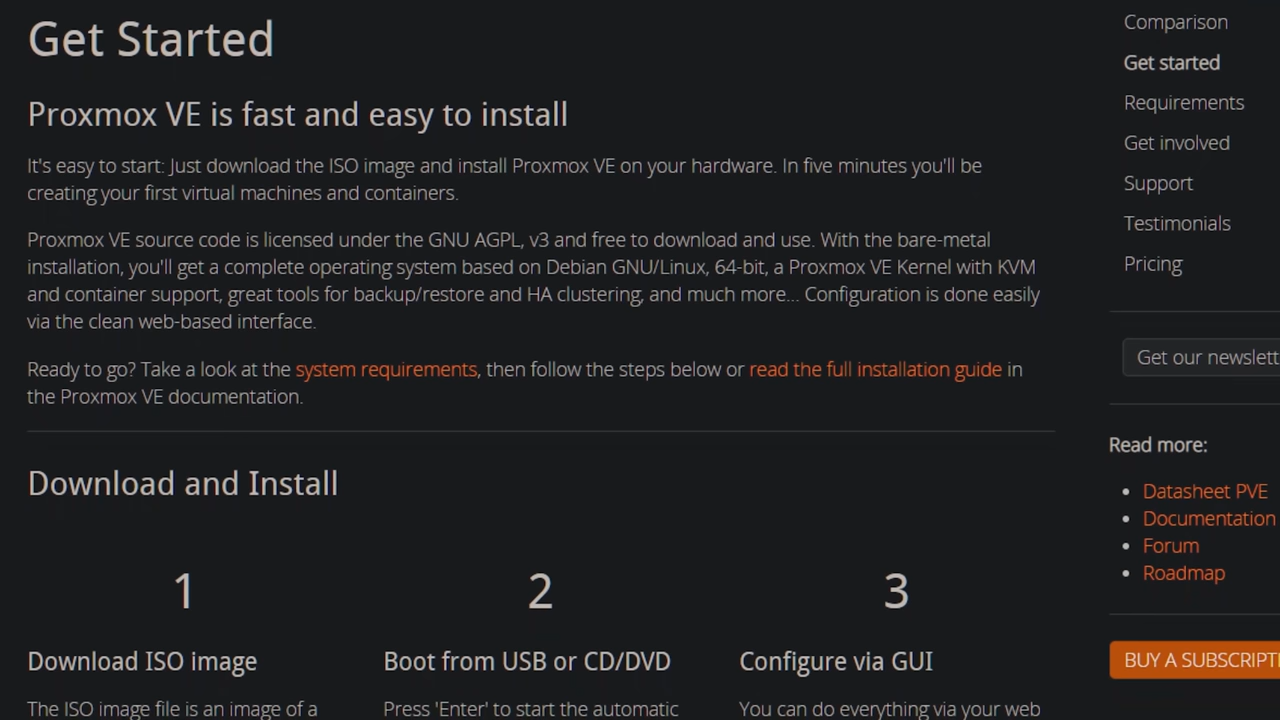 Get Started
Proxmox VE is fast and easy to install
It's easy to start: Just download the ISO image and install Proxmox VE on your hardware. In five minutes you'll be
creating your first virtual machines and containers.
Proxmox VE source code is licensed under the GNU AGPL, v3 and free to download and use. With the bare-metal
installation, you'll get a complete operating system based on Debian GNU/Linux, 64-bit, a Proxmox VE Kernel with KVM
and container support, great tools for backup/restore and HA clustering, and much more... Configuration is done easily
via the clean web-based interface.
Ready to go? Take a look at the system requirements, then follow the steps below or read the full installation guide in
the Proxmox VE documentation.
Download and Install
1
Download ISO image
The ISO image file is an image of a
2
Boot from USB or CD/DVD
Press 'Enter' to start the automatic
3
Configure via GUI
You can do everything via your web
Comparison
Get started
Requirements
Get involved
Support
Testimonials
Pricing
Get our newslett
Read more:
• Datasheet PVE
• Documentation
• Forum
• Roadmap
BUY A SUBSCRIPTI